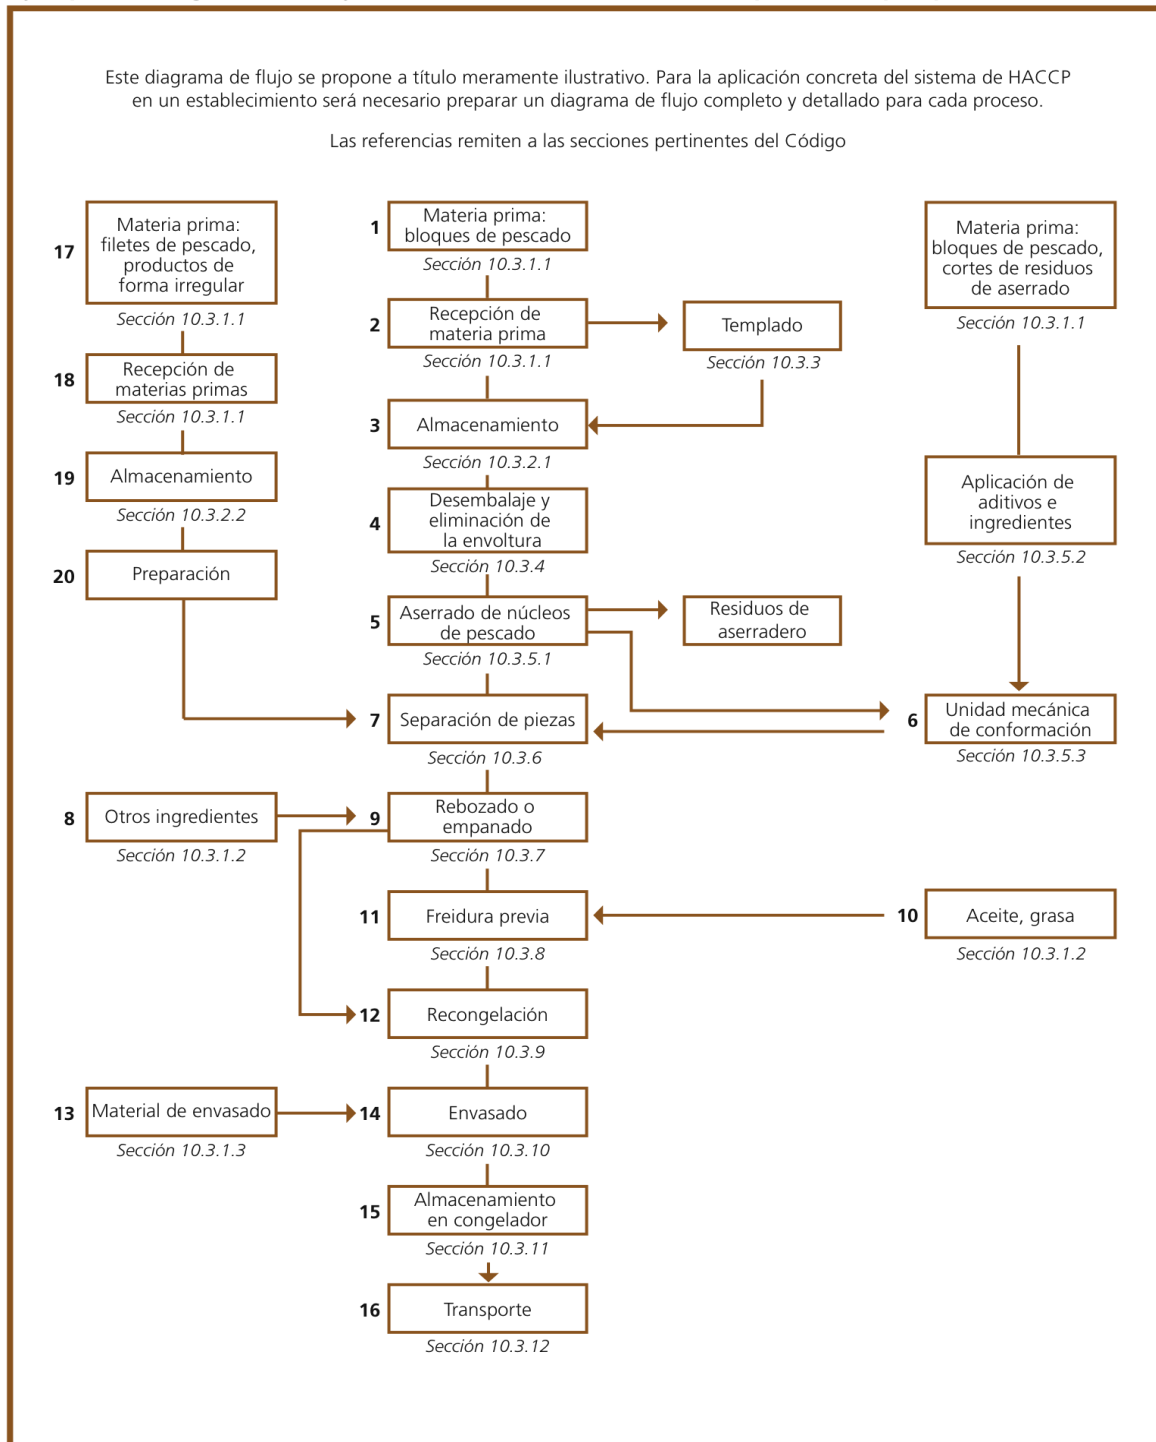 Este diagrama de flujo se propone a título meramente ilustrativo. Para la aplicación concreta del sistema de HACCP
en un establecimiento será necesario preparar un diagrama de flujo completo y detallado para cada proceso.
Las referencias remiten a las secciones pertinentes del Código
17
Materia prima:
filetes de pescado,
productos de
forma irregular
Sección 10.3.1.1
18
Recepción de
materias primas
Sección 10.3.1.1
19
Almacenamiento
Sección 10.3.2.2
20
Preparación
1
Materia prima:
bloques de pescado
Sección 10.3.1.1
2
Recepción de
materia prima
Sección 10.3.1.1
Templado
Sección 10.3.3
3
Almacenamiento
Sección 10.3.2.1
4
Desembalaje y
eliminación de
la envoltura
Sección 10.3.4
5
Aserrado de núcleos
de pescado
Sección 10.3.5.1
Residuos de
aserradero
Materia prima:
bloques de pescado,
cortes de residuos
de aserrado
Sección 10.3.1.1
Aplicación de
aditivos e
ingredientes
Sección 10.3.5.2
6
Unidad mecánica
de conformación
Sección 10.3.5.3
7
Separación de piezas
Sección 10.3.6
8
Otros ingredientes
Sección 10.3.1.2
9
Rebozado o
empanado
Sección 10.3.7
10
Aceite, grasa
Sección 10.3.1.2
11
Freidura previa
Sección 10.3.8
12
Recongelación
Sección 10.3.9
13
Material de envasado
Sección 10.3.1.3
14
Envasado
Sección 10.3.10
15
Almacenamiento
en congelador
Sección 10.3.11
16
Transporte
Sección 10.3.12